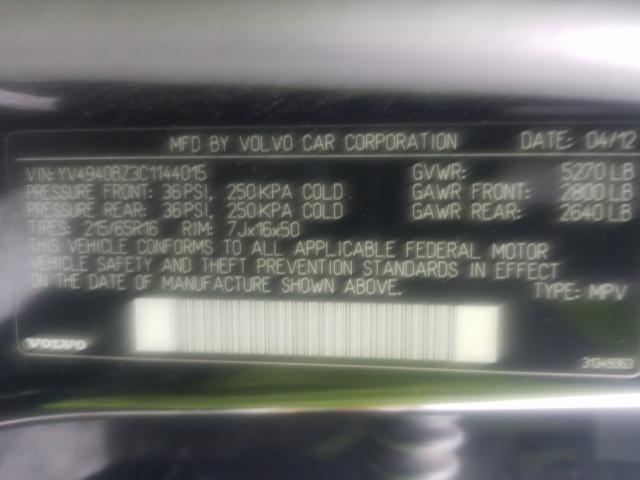 MFD BY VOLVO CAR CORPORATION DATE: 04/12
VIN: YV4940BZ3C1144015 GVWR: 5270 LB
PRESSURE FRONT: 36 PSI, 250 KPA COLD GAWR FRONT: 2800 LB
PRESSURE REAR: 36 PSI, 250 KPA COLD GAWR REAR: 2640 LB
TIRES: 215/65R16 RIM: 7Jx16x50
THIS VEHICLE CONFORMS TO ALL APPLICABLE FEDERAL MOTOR
VEHICLE SAFETY AND THEFT PREVENTION STANDARDS IN EFFECT
ON THE DATE OF MANUFACTURE SHOWN ABOVE. TYPE: MPV
VOLVO